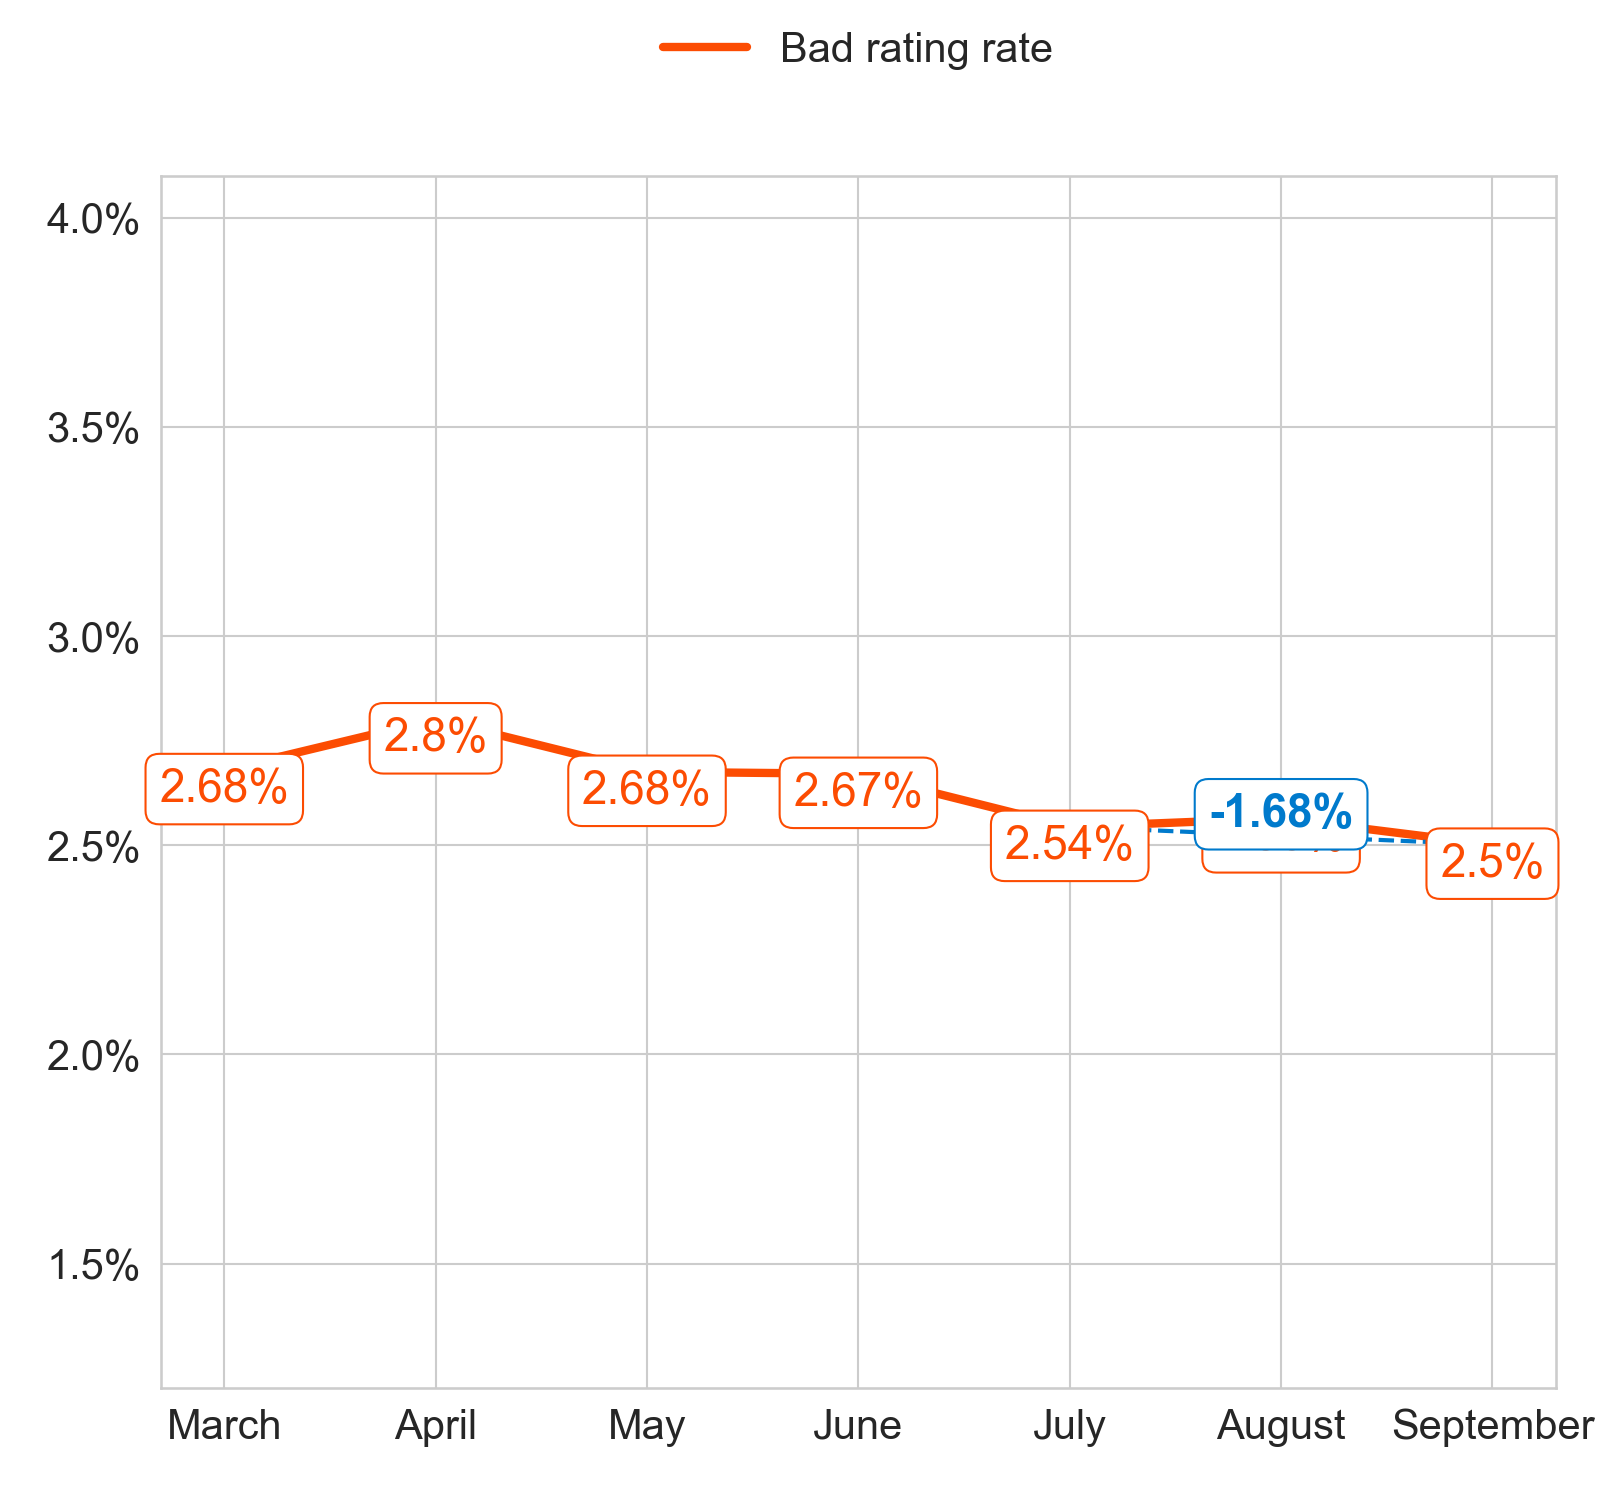 Bad rating rate
4.0%
3.5%
3.0%
2.5%
2.0%
1.5%
2.68%
2.8%
2.68%
2.67%
2.54%
-1.68%
2.5%
March
April
May
June
July
August
September